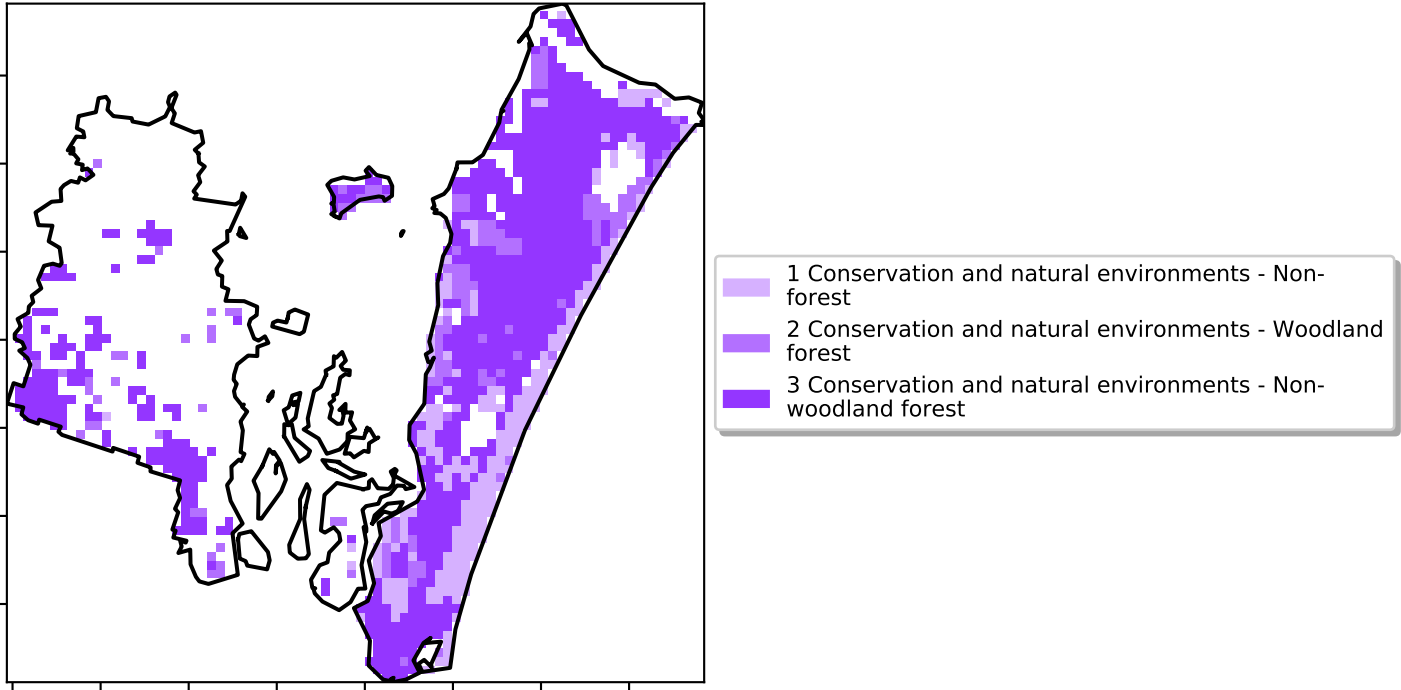 1 Conservation and natural environments - Non-
forest
2 Conservation and natural environments - Woodland
forest
3 Conservation and natural environments - Non-
woodland forest